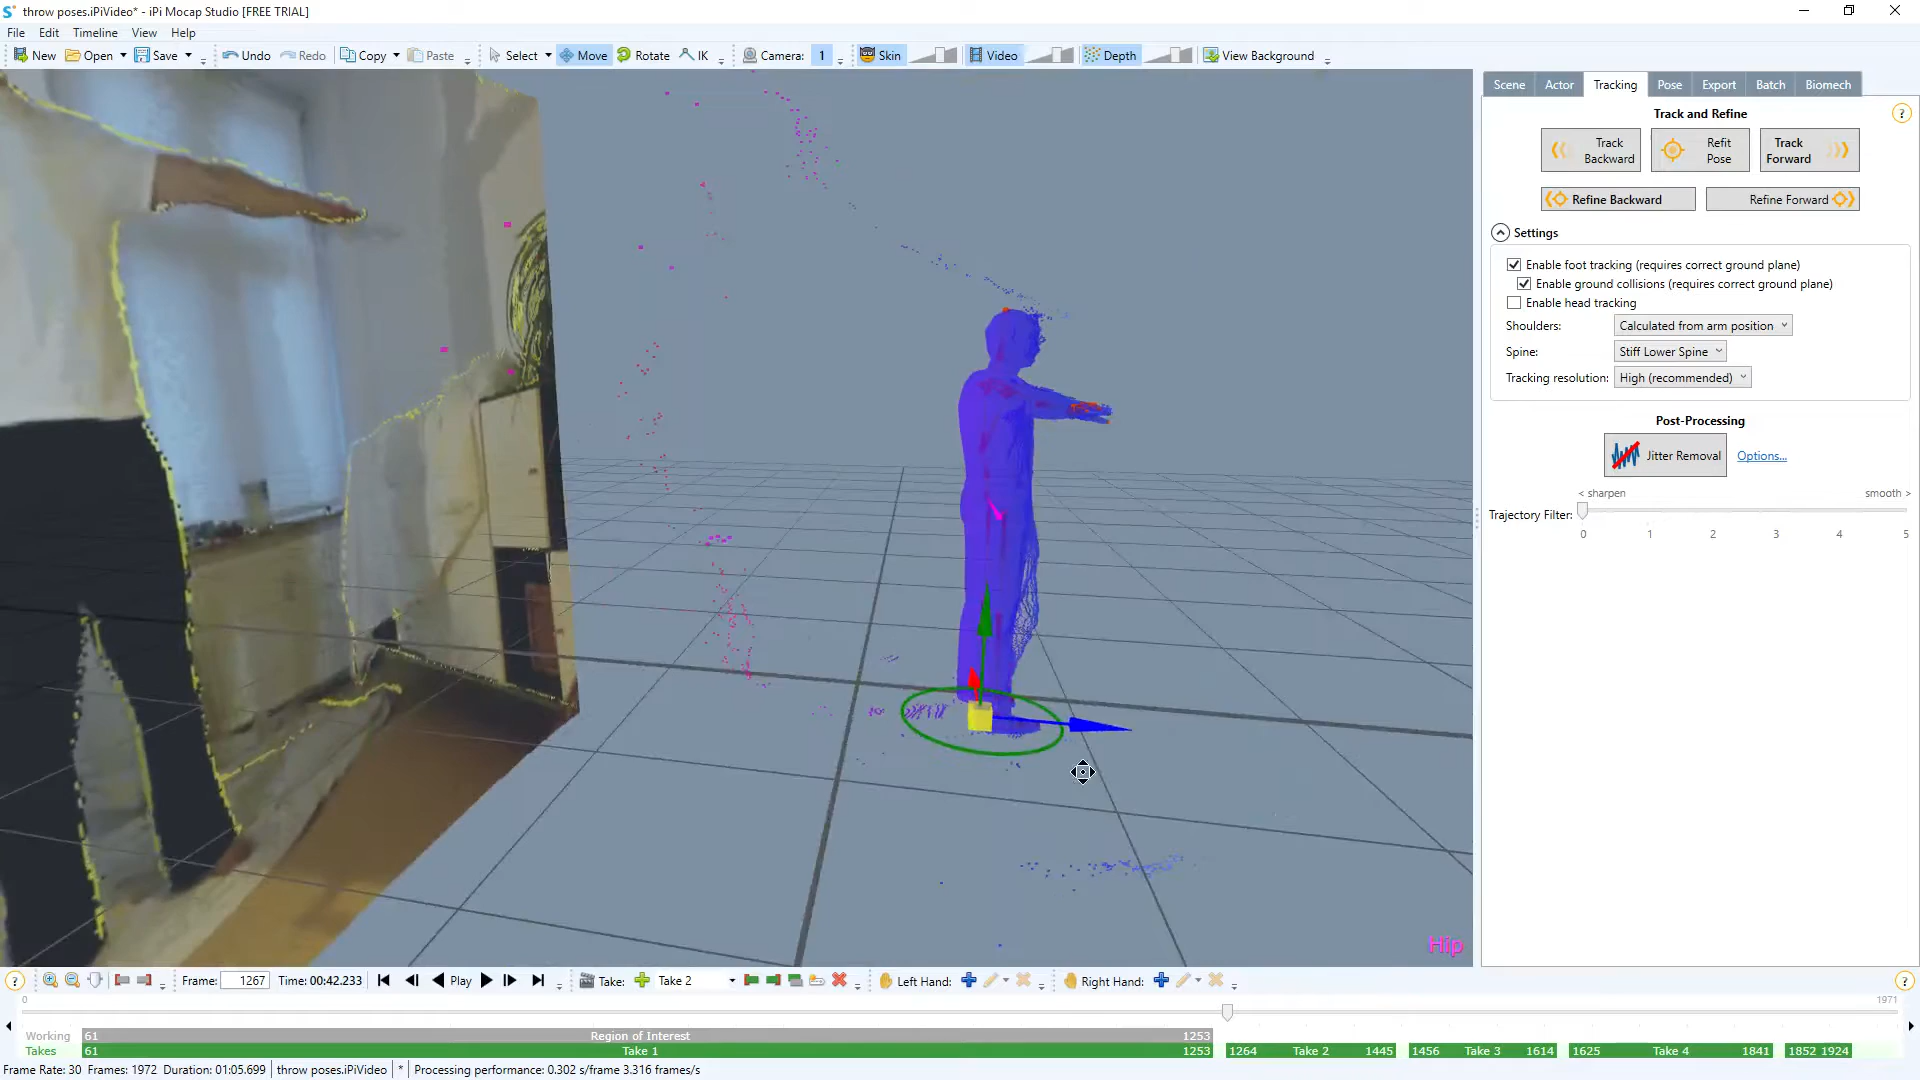 throw poses.iPiVideo* - iPi Mocap Studio [FREE TRIAL]
File Edit Timeline View Help
New Open Save Undo Redo Copy Paste Select Move Rotate IK Camera: 1 Skin Video Depth View Background
Scene Actor Tracking Pose Export Batch Biomech
Track and Refine
?
Track Backward
Refit Pose
Track Forward
Refine Backward
Refine Forward
Settings
Enable foot tracking (requires correct ground plane)
Enable ground collisions (requires correct ground plane)
Enable head tracking
Shoulders: Calculated from arm position
Spine: Stiff Lower Spine
Tracking resolution: High (recommended)
Post-Processing
Jitter Removal Options...
< sharpen smooth >
Trajectory Filter:
0 1 2 3 4 5
Hip
? Frame: 1267 Time: 00:42.233 Play Take: Take 2 Left Hand: Right Hand: ?
0 1971
Working 61 Region of Interest 1253
Takes 61 Take 1 1253 1264 Take 2 1445 1456 Take 3 1614 1625 Take 4 1841 1852 1924
Frame Rate: 30 Frames: 1972 Duration: 01:05.699 throw poses.iPiVideo * Processing performance: 0.302 s/frame 3.316 frames/s